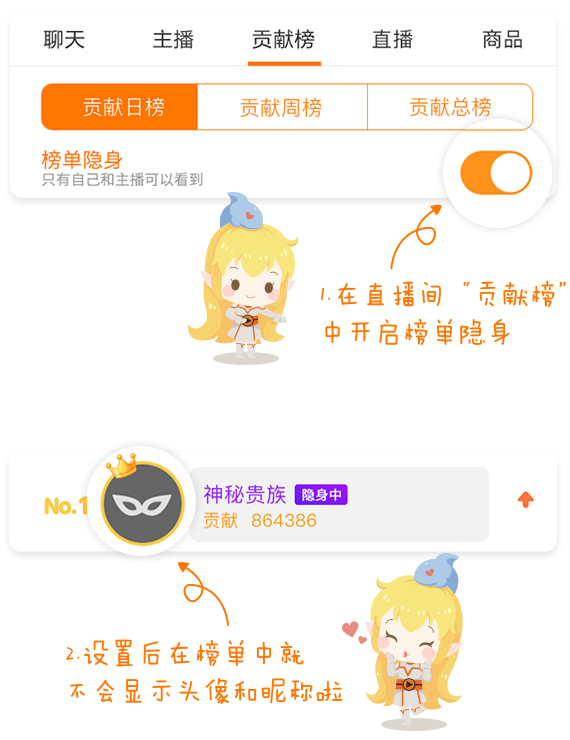 聊天 主播 贡献榜 直播 商品
贡献日榜 贡献周榜 贡献总榜
榜单隐身
只有自己和主播可以看到
1.在直播间“贡献榜”
中开启榜单隐身
No.1 神秘贵族 隐身中
贡献 864386
2.设置后在榜单中就
不会显示头像和昵称啦